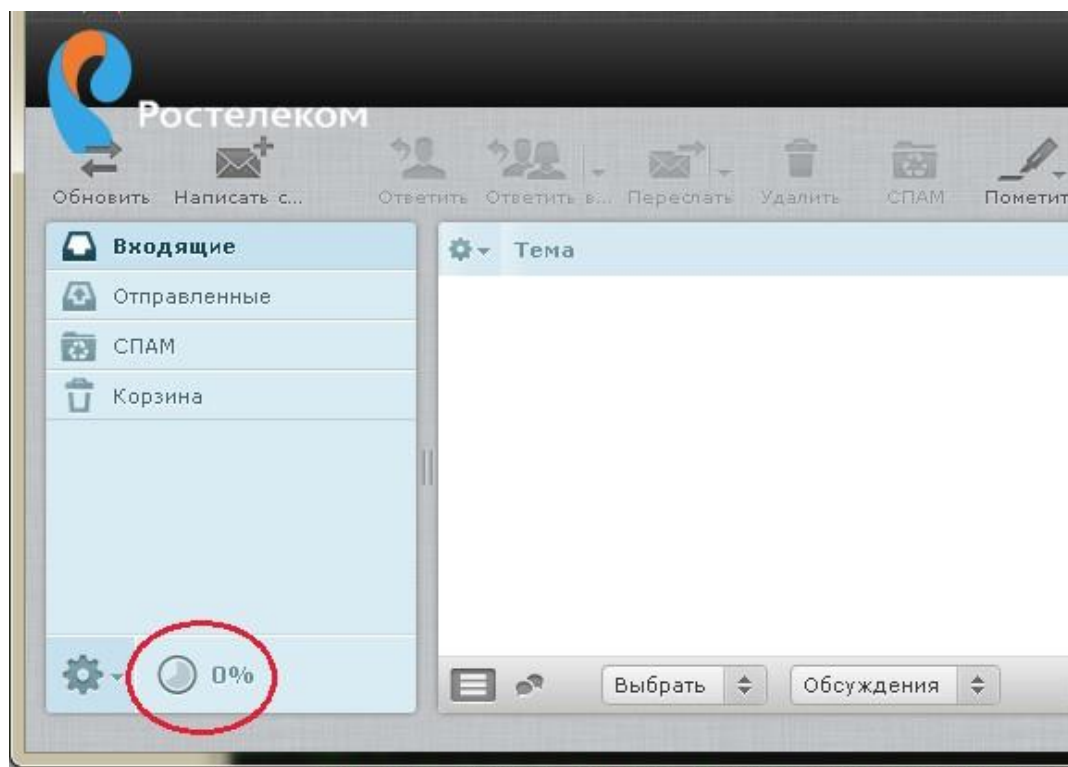 Ростелеком
Обновить Написать с... Ответить Ответить в... Переслать Удалить СПАМ Пометит
Входящие
Тема
Отправленные
СПАМ
Корзина
0%
Выбрать Обсуждения